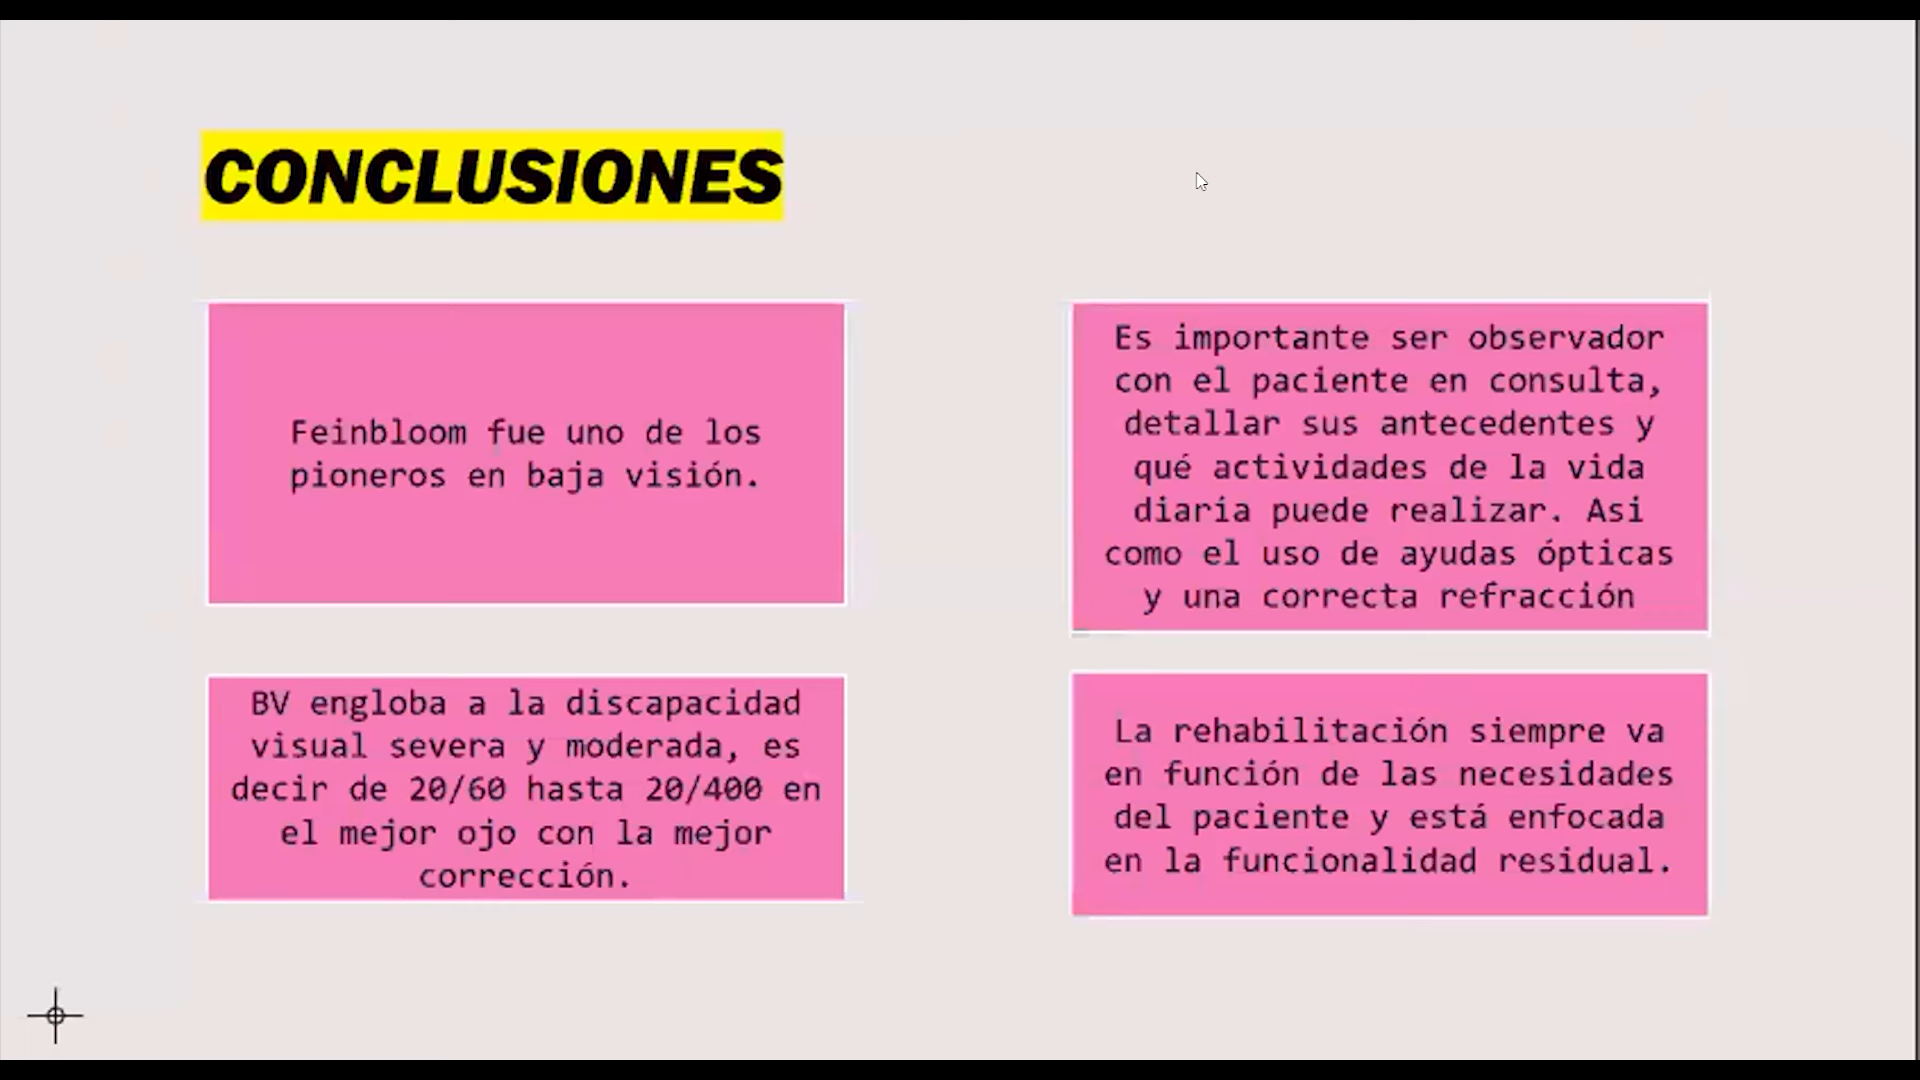 CONCLUSIONES
Feinbloom fue uno de los
pioneros en baja visión.
Es importante ser observador
con el paciente en consulta,
detallar sus antecedentes y
qué actividades de la vida
diaría puede realizar. Asi
como el uso de ayudas ópticas
y una correcta refracción
BV engloba a la discapacidad
visual severa y moderada, es
decir de 20/60 hasta 20/400 en
el mejor ojo con la mejor
corrección.
La rehabilitación siempre va
en función de las necesidades
del paciente y está enfocada
en la funcionalidad residual.